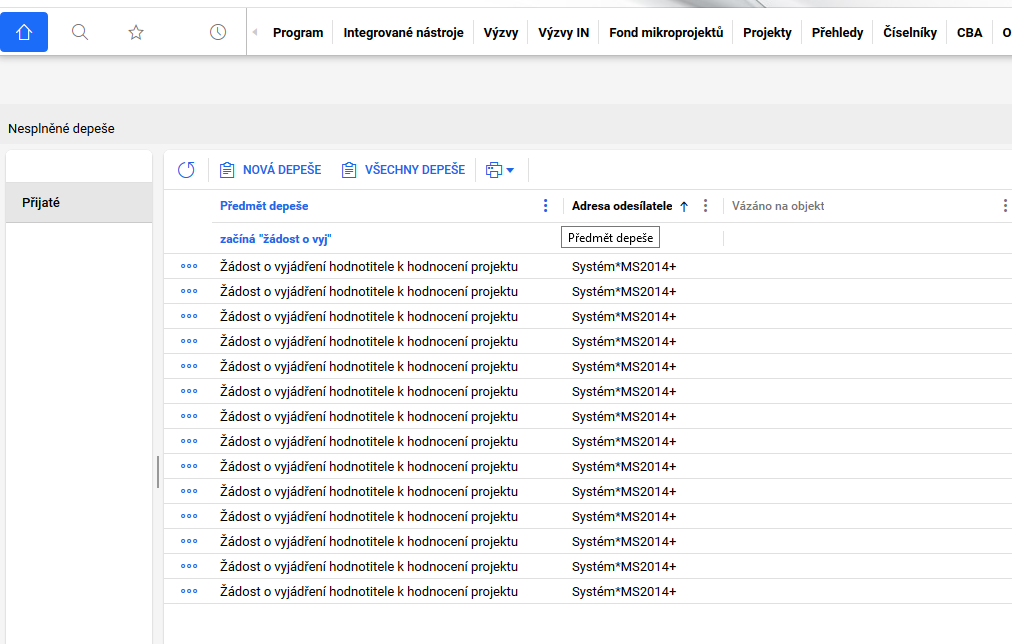 Program Integrované nástroje Výzvy Výzvy IN Fond mikroprojektů Projekty Přehledy Číselníky CBA
Nesplněné depeše
NOVÁ DEPEŠE VŠECHNY DEPEŠE
Přijaté
Předmět depeše Adresa odesílatele Vázáno na objekt
začíná "žádost o vyj" Předmět depeše
Žádost o vyjádření hodnotitele k hodnocení projektu Systém*MS2014+
Žádost o vyjádření hodnotitele k hodnocení projektu Systém*MS2014+
Žádost o vyjádření hodnotitele k hodnocení projektu Systém*MS2014+
Žádost o vyjádření hodnotitele k hodnocení projektu Systém*MS2014+
Žádost o vyjádření hodnotitele k hodnocení projektu Systém*MS2014+
Žádost o vyjádření hodnotitele k hodnocení projektu Systém*MS2014+
Žádost o vyjádření hodnotitele k hodnocení projektu Systém*MS2014+
Žádost o vyjádření hodnotitele k hodnocení projektu Systém*MS2014+
Žádost o vyjádření hodnotitele k hodnocení projektu Systém*MS2014+
Žádost o vyjádření hodnotitele k hodnocení projektu Systém*MS2014+
Žádost o vyjádření hodnotitele k hodnocení projektu Systém*MS2014+
Žádost o vyjádření hodnotitele k hodnocení projektu Systém*MS2014+
Žádost o vyjádření hodnotitele k hodnocení projektu Systém*MS2014+
Žádost o vyjádření hodnotitele k hodnocení projektu Systém*MS2014+